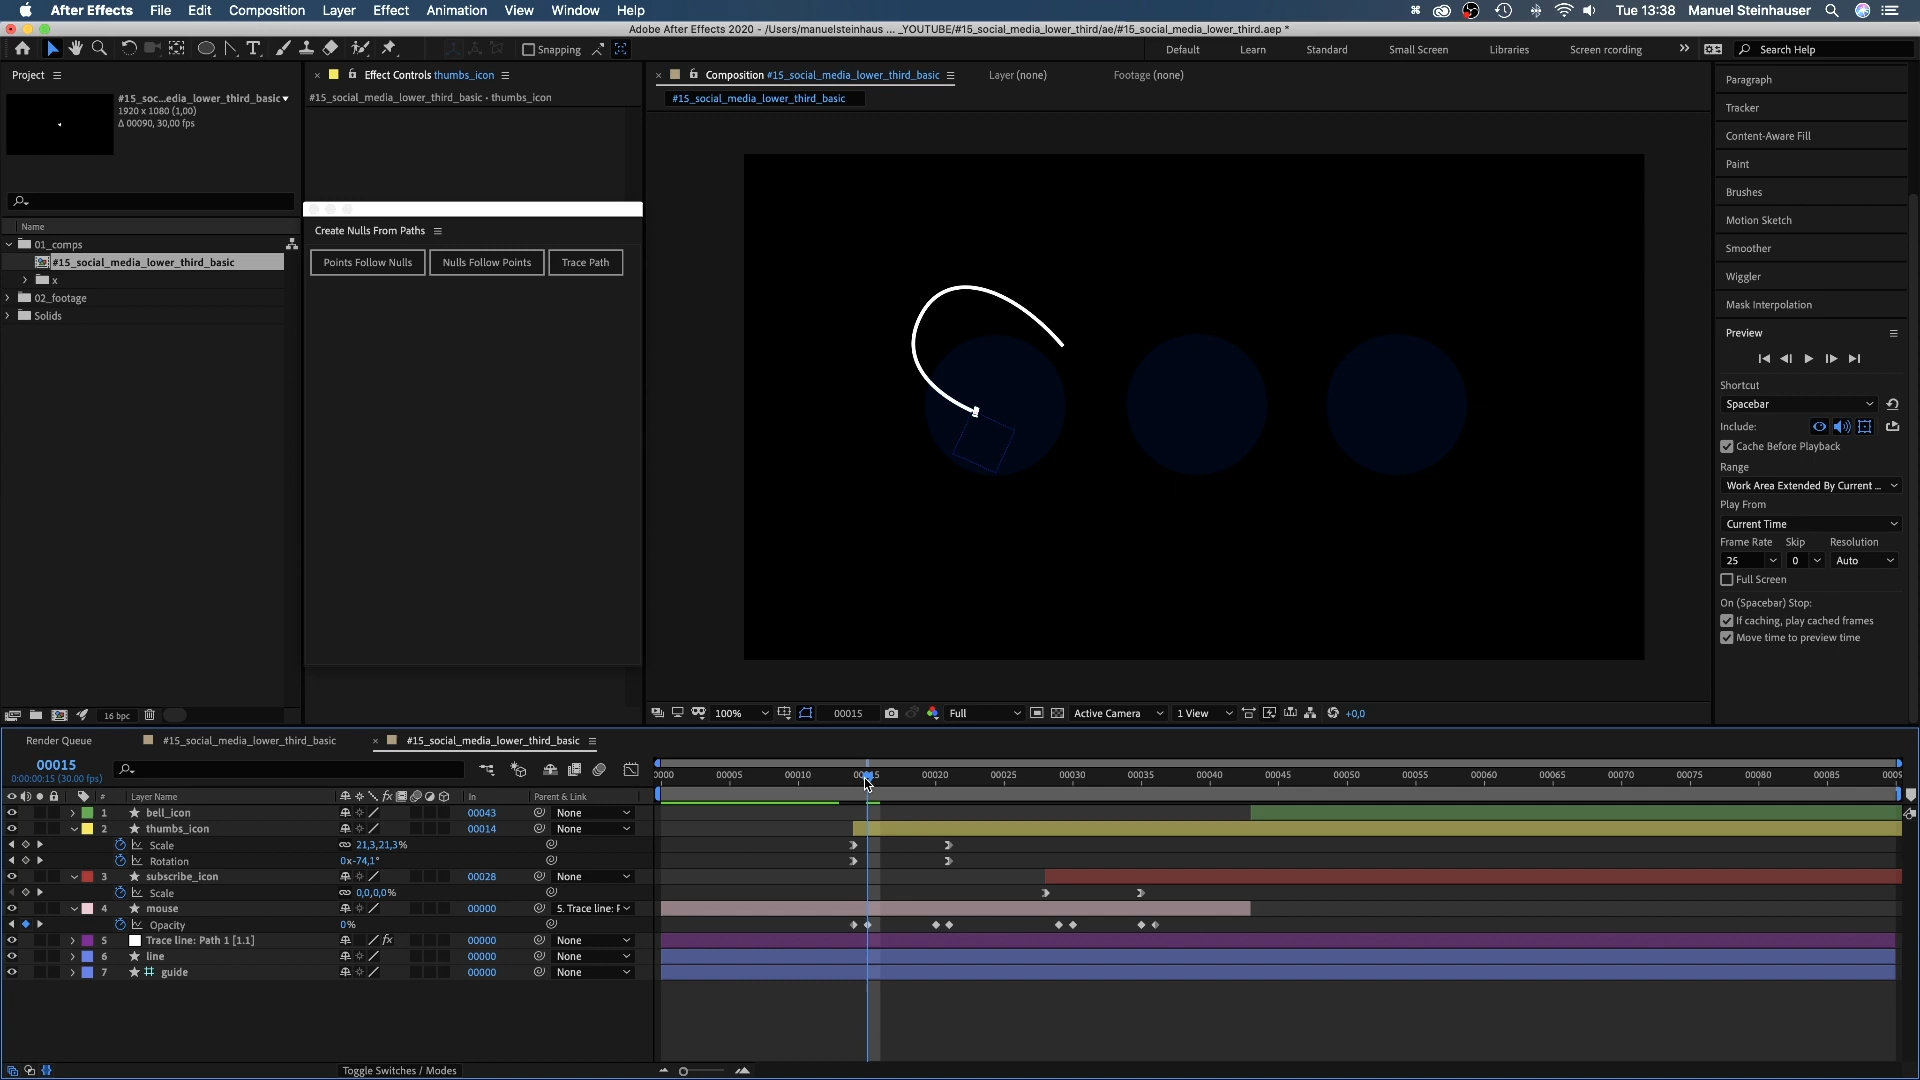 After Effects File Edit Composition Layer Effect Animation View Window Help Tue 13:38 Manuel Steinhauser
Adobe After Effects 2020 - /Users/manuelsteinhaus ... _YOUTUBE/#15_social_media_lower_third/ae/#15_social_media_lower_third.aep *
Snapping Default Learn Standard Small Screen Libraries Screen rcording Search Help
Project
#15_soc...edia_lower_third_basic
1920 x 1080 (1,00)
Δ 00090, 30,00 fps
Name
01_comps
#15_social_media_lower_third_basic
x
02_footage
Solids
16 bpc
Effect Controls thumbs_icon
#15_social_media_lower_third_basic • thumbs_icon
Create Nulls From Paths
Points Follow Nulls Nulls Follow Points Trace Path
Composition #15_social_media_lower_third_basic Layer (none) Footage (none)
#15_social_media_lower_third_basic
100% 00015 Full Active Camera 1 View +0,0
Paragraph
Tracker
Content-Aware Fill
Paint
Brushes
Motion Sketch
Smoother
Wiggler
Mask Interpolation
Preview
Shortcut
Spacebar
Include:
Cache Before Playback
Range
Work Area Extended By Current ...
Play From
Current Time
Frame Rate Skip Resolution
25 0 Auto
Full Screen
On (Spacebar) Stop:
If caching, play cached frames
Move time to preview time
Render Queue #15_social_media_lower_third_basic #15_social_media_lower_third_basic
00015
0:00:00:15 (30.00 fps)
0000 00005 00010 00015 00020 00025 00030 00035 00040 00045 00050 00055 00060 00065 00070 00075 00080 00085 0009
# Layer Name fx In Parent & Link
1 bell_icon 00043 None
2 thumbs_icon 00014 None
Scale 21,3,21,3%
Rotation 0x-74,1°
3 subscribe_icon 00028 None
Scale 0,0,0,0%
4 mouse 00000 5. Trace line: F
Opacity 0%
5 Trace line: Path 1 [1.1] fx 00000 None
6 line 00000 None
7 guide 00000 None
Toggle Switches / Modes